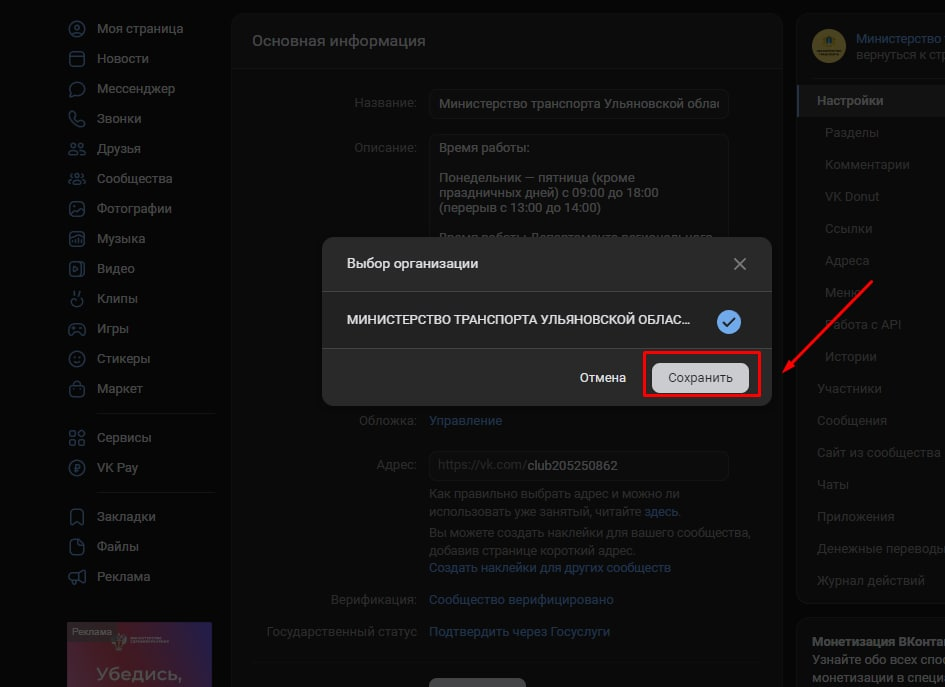 Моя страница
Новости
Мессенджер
Звонки
Друзья
Сообщества
Фотографии
Музыка
Видео
Клипы
Игры
Стикеры
Маркет
Сервисы
VK Pay
Закладки
Файлы
Реклама
Реклама
Убедись,
Основная информация
Название: Министерство транспорта Ульяновской облас
Описание: Время работы:
Понедельник — пятница (кроме
праздничных дней) с 09:00 до 18:00
(перерыв с 13:00 до 14:00)
Время работы Департамента регионального
Выбор организации
МИНИСТЕРСТВО ТРАНСПОРТА УЛЬЯНОВСКОЙ ОБЛАС...
Отмена Сохранить
Обложка: Управление
Адрес: https://vk.com/club205250862
Как правильно выбрать адрес и можно ли
использовать уже занятый, читайте здесь.
Вы можете создать наклейки для вашего сообщества,
добавив странице короткий адрес.
Создать наклейки для других сообществ
Верификация: Сообщество верифицировано
Государственный статус Подтвердить через Госуслуги
Министерство
вернуться к стр
Настройки
Разделы
Комментарии
VK Donut
Ссылки
Адреса
Меню
Работа с API
Истории
Участники
Сообщения
Сайт из сообщества
Чаты
Приложения
Денежные переводы
Журнал действий
Монетизация ВКонта
Узнайте обо всех спос
монетизации в специ